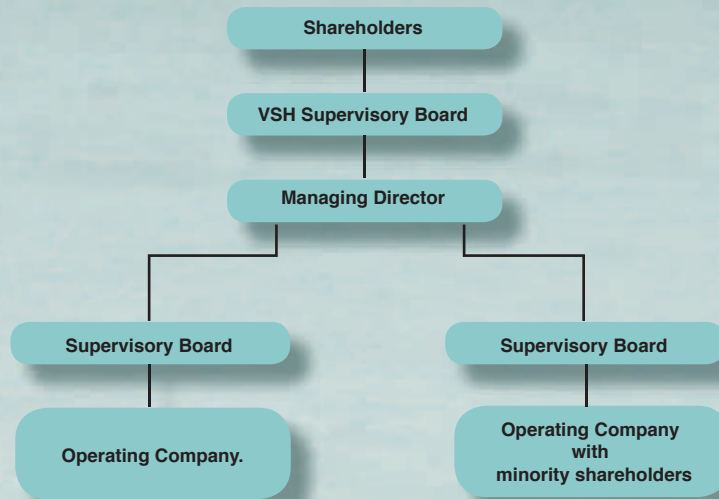 Shareholders
VSH Supervisory Board
Managing Director
Supervisory Board
Supervisory Board
Operating Company.
Operating Company
with
minority shareholders